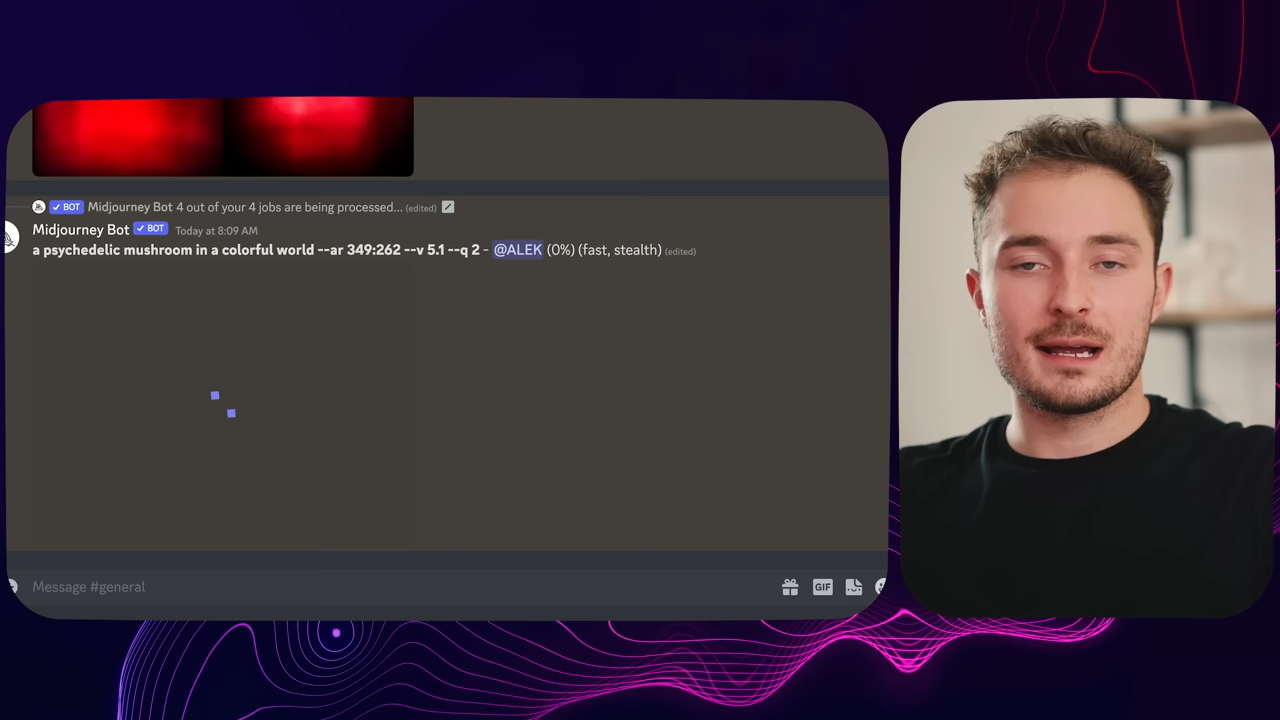 BOT Midjourney Bot 4 out of your 4 jobs are being processed... (edited)
Midjourney Bot BOT Today at 8:09 AM
a psychedelic mushroom in a colorful world --ar 349:262 --v 5.1 --q 2 - @ALEK (0%) (fast, stealth) (edited)
Message #general GIF